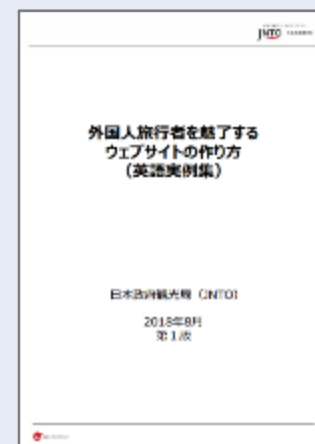 JNTO
外国人旅行者を魅了する
ウェブサイトの作り方
(英語実例集)
日本政府観光局 (JNTO)
2018年8月
第1版